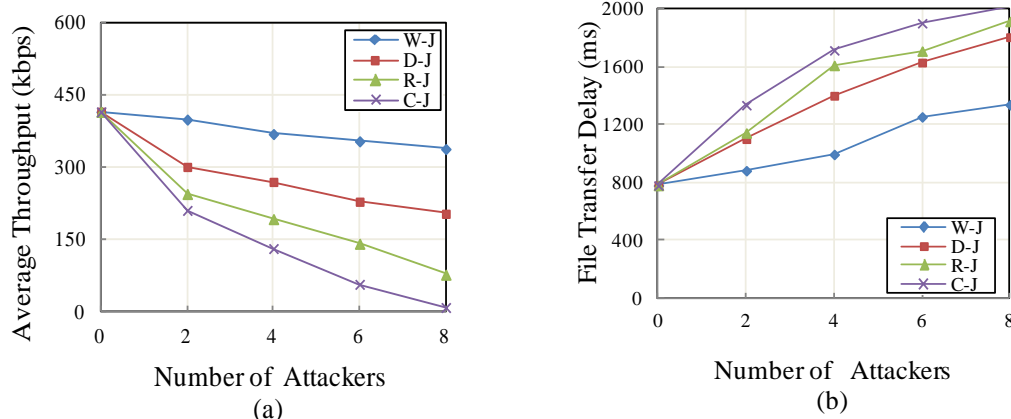 Average Throughput (kbps)
600
450
300
150
0
W-J
D-J
R-J
C-J
0 2 4 6 8
Number of Attackers
(a)
File Transfer Delay (ms)
2000
1600
1200
800
400
0
W-J
D-J
R-J
C-J
0 2 4 6 8
Number of Attackers
(b)